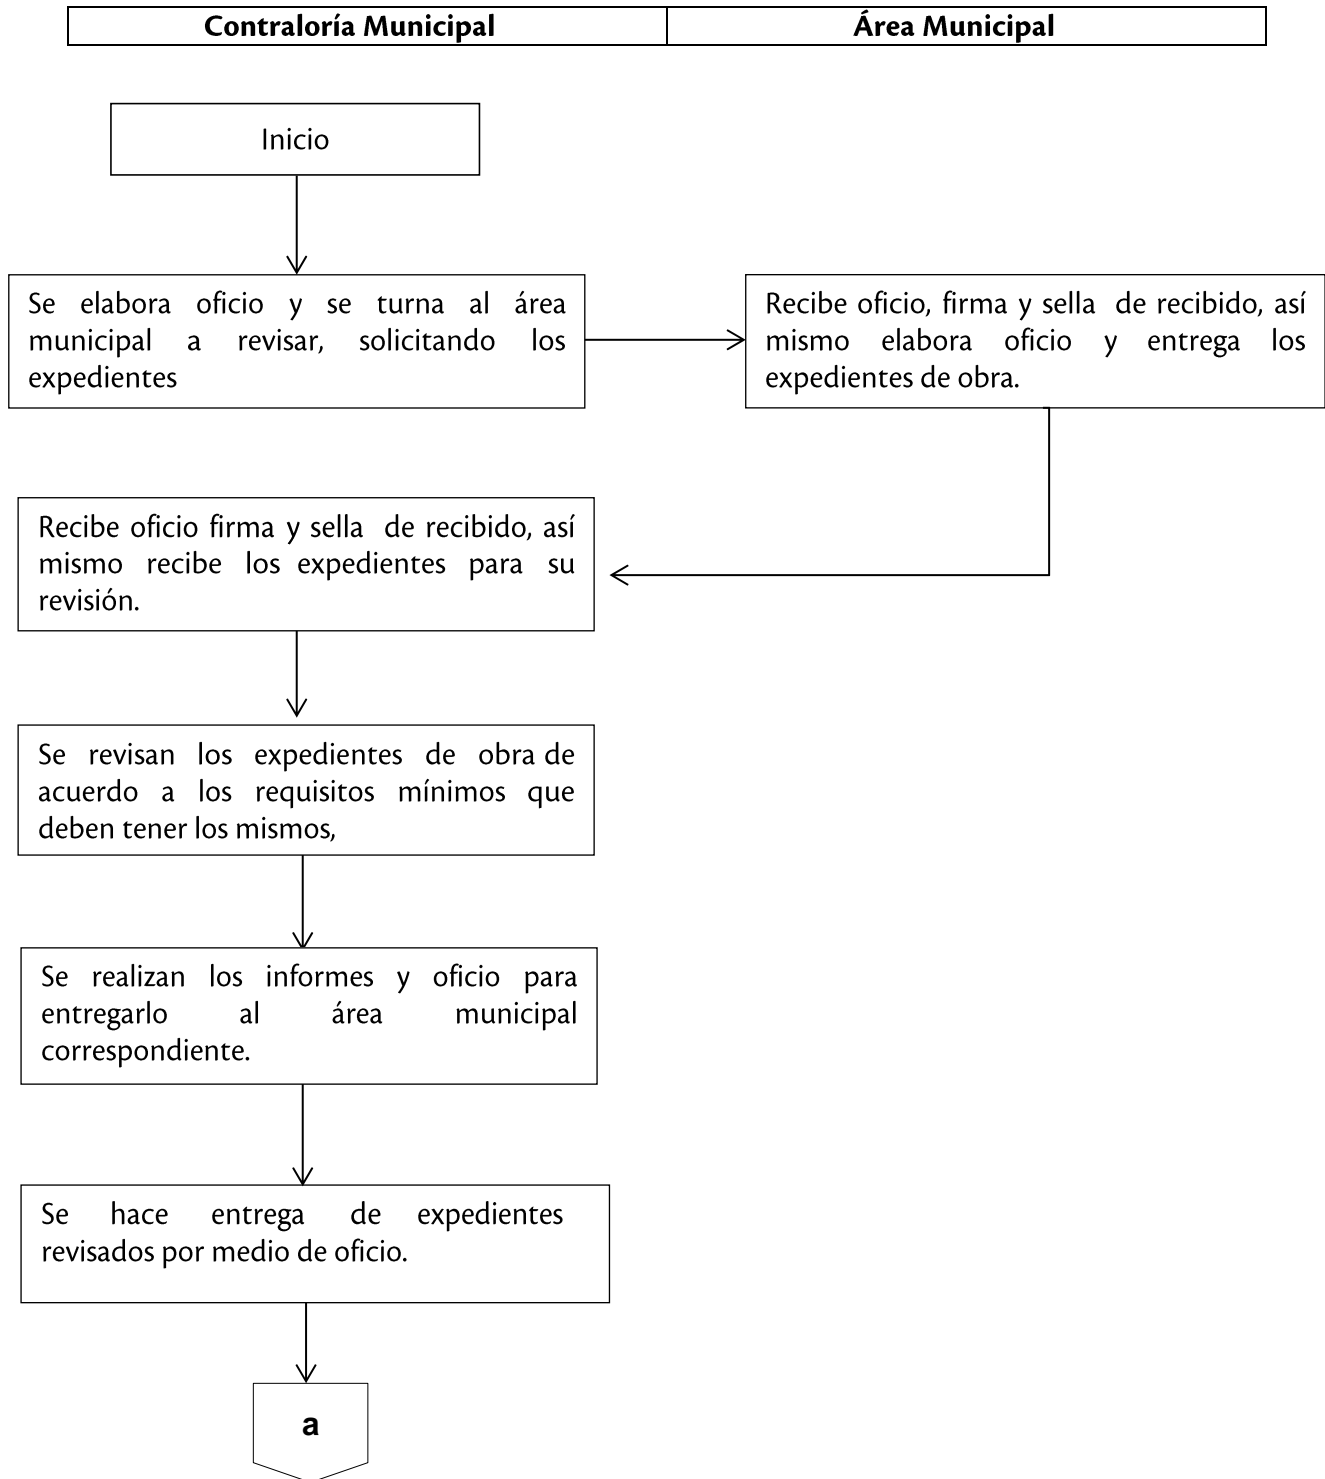 Contraloría Municipal
Área Municipal
Inicio
Se elabora oficio y se turna al área
municipal a revisar, solicitando los
expedientes
Recibe oficio, firma y sella de recibido, así
mismo elabora oficio y entrega los
expedientes de obra.
Recibe oficio firma y sella de recibido, así
mismo recibe los expedientes para su
revisión.
Se revisan los expedientes de obra de
acuerdo a los requisitos mínimos que
deben tener los mismos,
Se realizan los informes y oficio para
entregarlo al área municipal
correspondiente.
Se hace entrega de expedientes
revisados por medio de oficio.
a